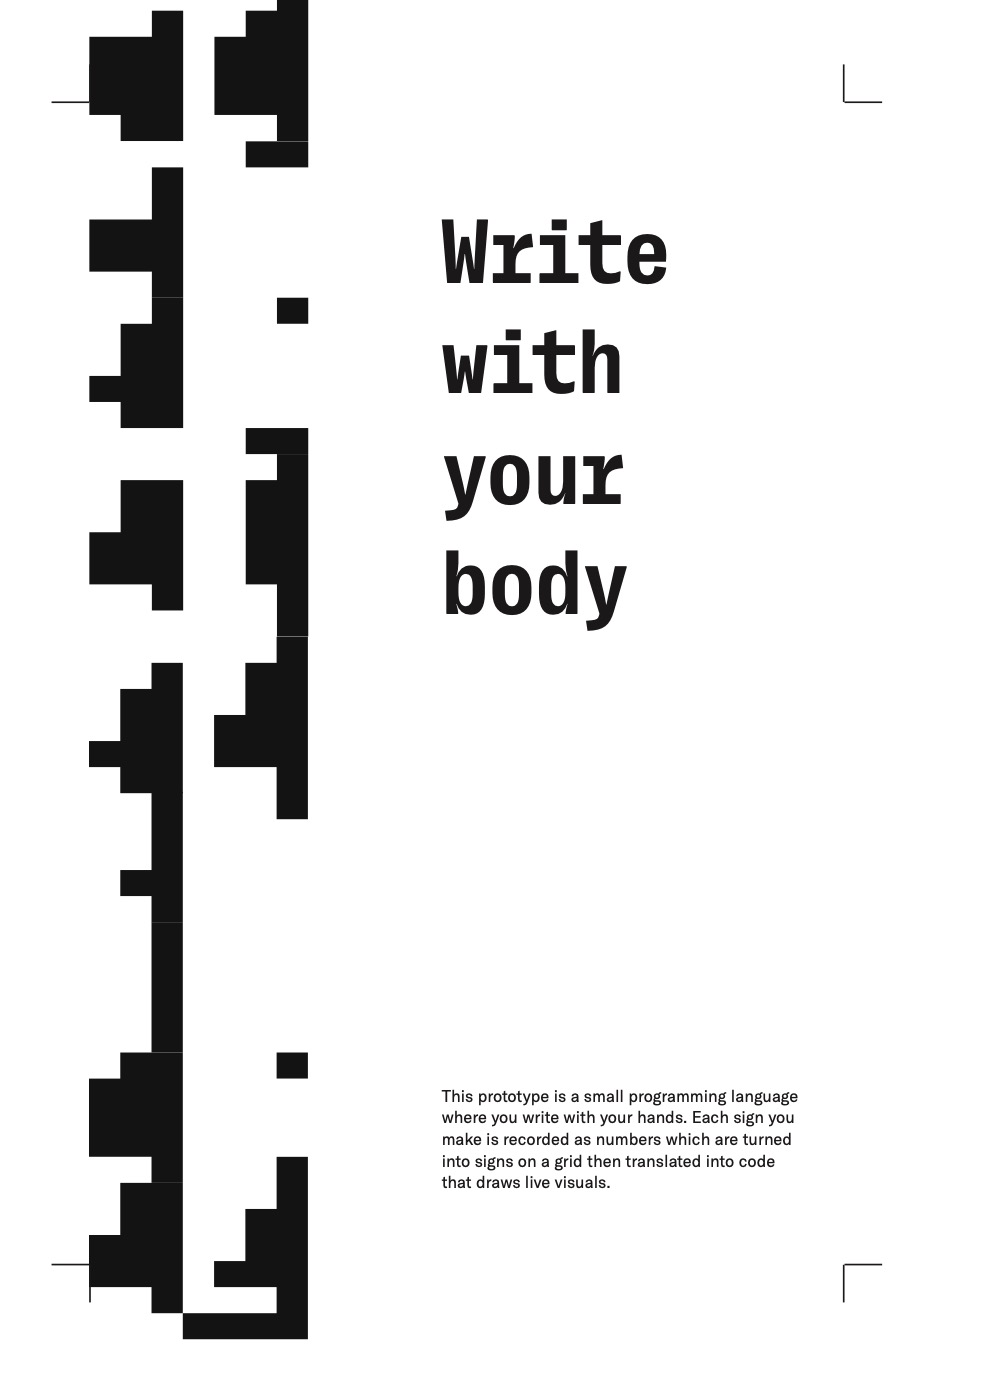 Write
with
your
body
This prototype is a small programming language
where you write with your hands. Each sign you
make is recorded as numbers which are turned
into signs on a grid then translated into code
that draws live visuals.